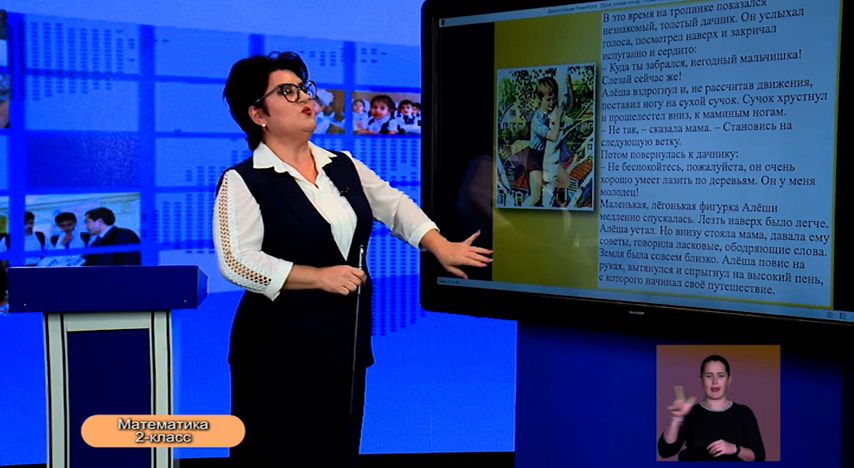 В это время на тропинке показался
незнакомый, толстый дачник. Он услыхал
голоса, посмотрел наверх и закричал
испуганно и сердито:
– Куда ты забрался, негодный мальчишка!
Слезай сейчас же!
Алёша вздрогнул и, не рассчитав движения,
поставил ногу на сухой сучок. Сучок хрустнул
и прошелестел вниз, к маминым ногам.
– Не так, – сказала мама. – Становись на
следующую ветку.
Потом повернулась к дачнику:
– Не беспокойтесь, пожалуйста, он очень
хорошо умеет лазить по деревьям. Он у меня
молодец!
Маленькая, лёгонькая фигурка Алёши
медленно спускалась. Лезть наверх было легче.
Алёша устал. Но внизу стояла мама, давала ему
советы, говорила ласковые, ободряющие слова.
Земля была совсем близко. Алёша повис на
руках, вытянулся и спрыгнул на высокий пень,
с которого начинал своё путешествие.
SHARP
Математика
2-класс